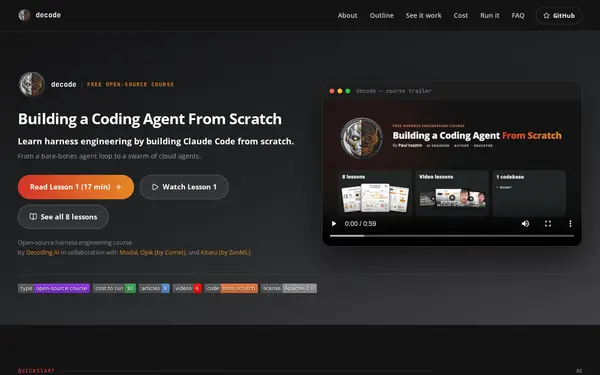 decode
About
Outline
See it work
Cost
Run it
FAQ
GitHub
decode | FREE OPEN-SOURCE COURSE
Building a Coding Agent From Scratch
Learn harness engineering by building Claude Code from scratch.
From a bare-bones agent loop to a swarm of cloud agents.
Read Lesson 1 (17 min) →
Watch Lesson 1
See all 8 lessons
Open-source harness engineering course
by Decoding AI in collaboration with Modal, Opik (by Comet), and Kitaru (by ZenML).
decode — course trailer
FREE HARNESS ENGINEERING COURSE
Building a Coding Agent From Scratch
By Paul Iusztin · AI ENGINEER · AUTHOR · EDUCATOR
8 lessons
Video lessons
1 codebase
0:00 / 0:59
type open-source course
cost to run $0
articles 8
videos 6
code from scratch
license Apache-2.0
QUICKSTART
01